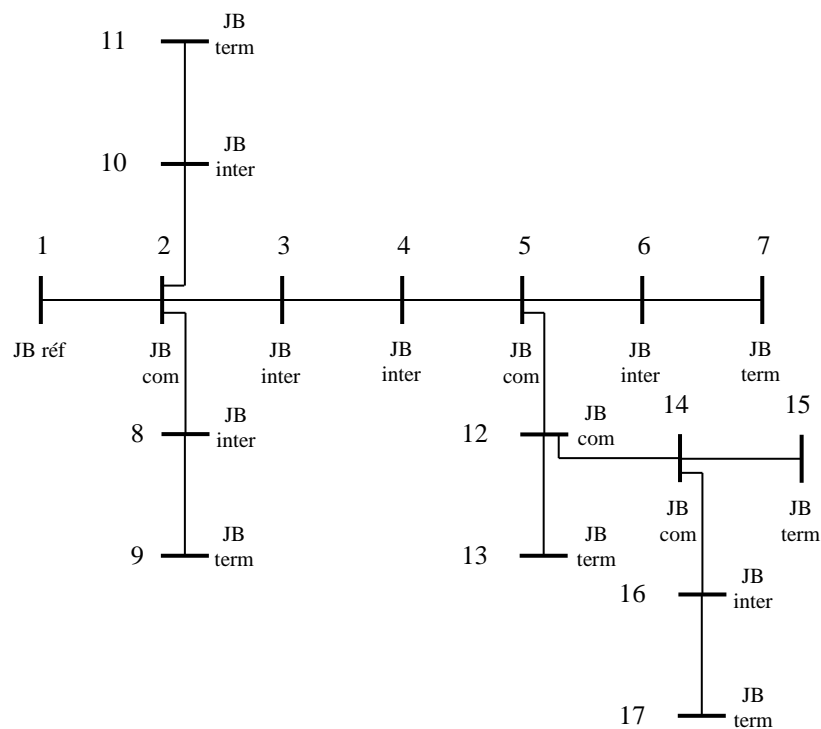 11
JB
term
10
JB
inter
1
2
3
4
5
6
7
JB réf
JB
com
JB
inter
JB
inter
JB
com
JB
inter
JB
term
8
JB
inter
12
JB
com
14
15
9
JB
term
13
JB
term
JB
com
JB
term
16
JB
inter
17
JB
term